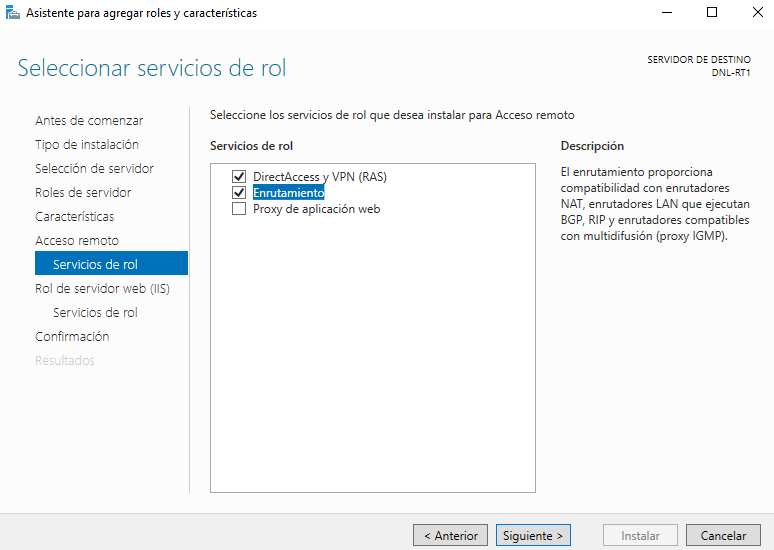 Asistente para agregar roles y características
Seleccionar servicios de rol
SERVIDOR DE DESTINO
DNL-RT1
Antes de comenzar
Tipo de instalación
Selección de servidor
Roles de servidor
Características
Acceso remoto
Servicios de rol
Rol de servidor web (IIS)
Servicios de rol
Confirmación
Resultados
Seleccione los servicios de rol que desea instalar para Acceso remoto
Servicios de rol
DirectAccess y VPN (RAS)
Enrutamiento
Proxy de aplicación web
Descripción
El enrutamiento proporciona
compatibilidad con enrutadores
NAT, enrutadores LAN que ejecutan
BGP, RIP y enrutadores compatibles
con multidifusión (proxy IGMP).
< Anterior
Siguiente >
Instalar
Cancelar